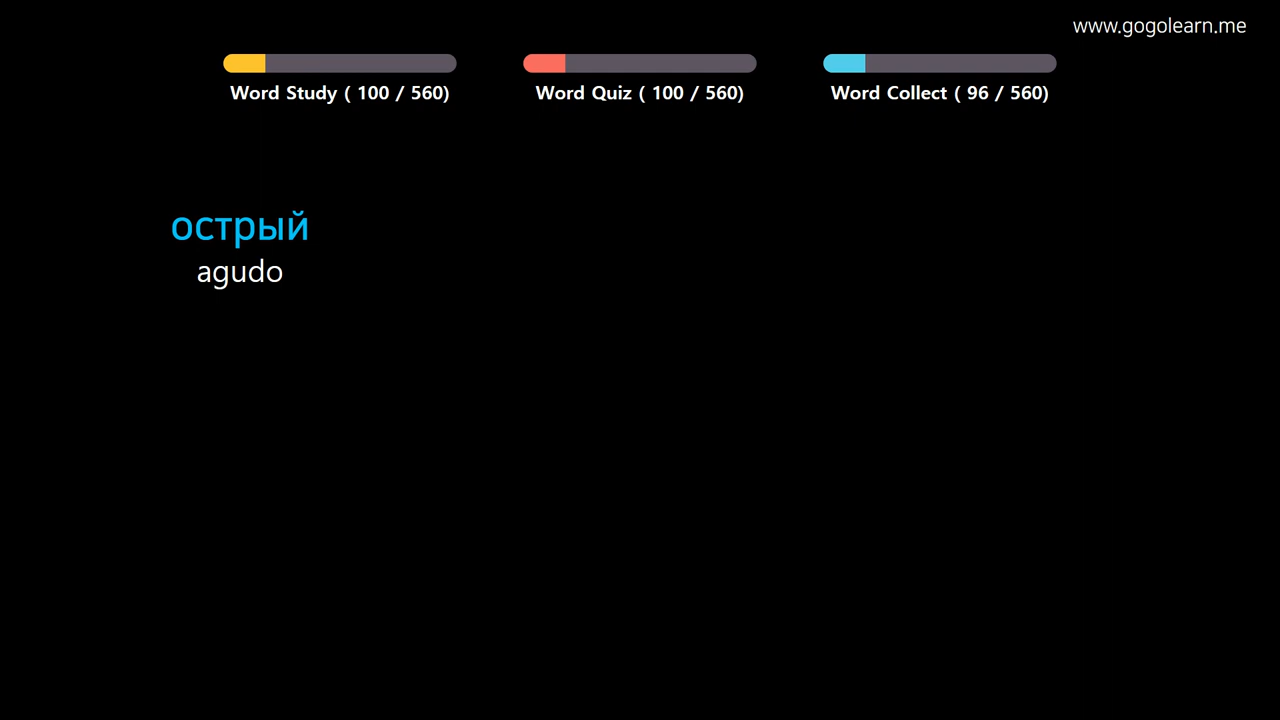 www.gogolearn.me
Word Study ( 100 / 560)
Word Quiz ( 100 / 560)
Word Collect ( 96 / 560)
острый
agudo